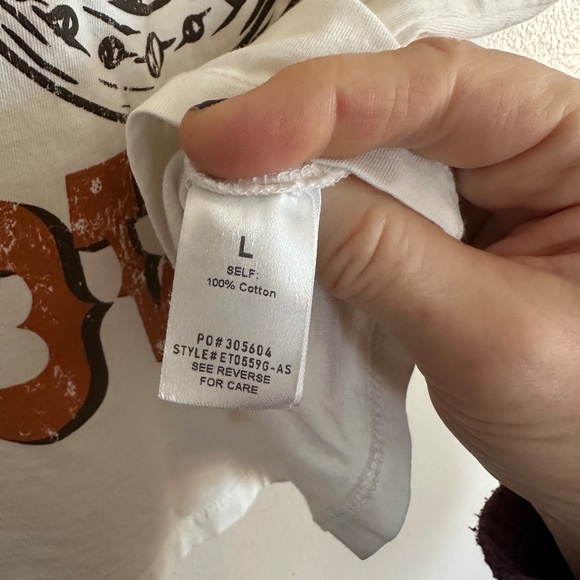 L
SELF:
100% Cotton
PO# 305604
STYLE# ET0559G-AS
SEE REVERSE
FOR CARE